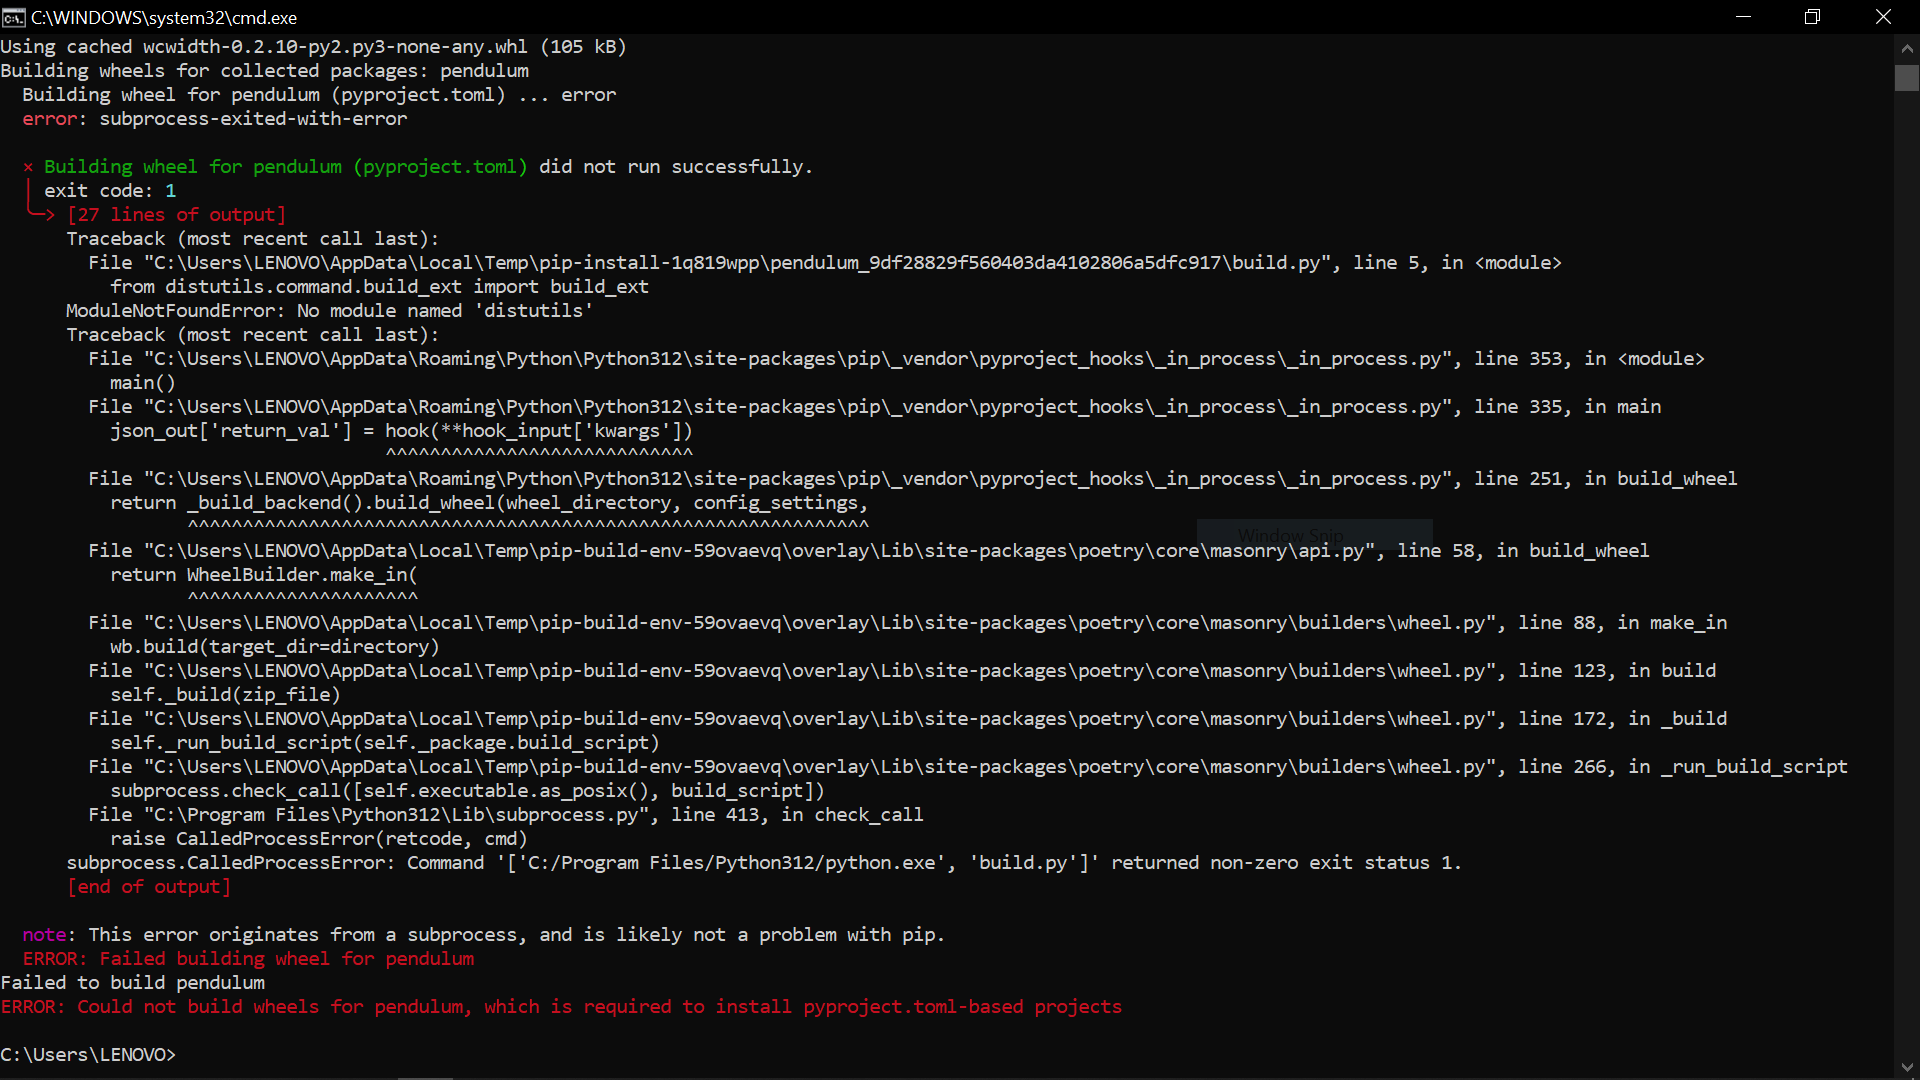 C:\WINDOWS\system32\cmd.exe
Using cached wcwidth-0.2.10-py2.py3-none-any.whl (105 kB)
Building wheels for collected packages: pendulum
  Building wheel for pendulum (pyproject.toml) ... error
  error: subprocess-exited-with-error

  × Building wheel for pendulum (pyproject.toml) did not run successfully.
  │ exit code: 1
  ╰─> [27 lines of output]
      Traceback (most recent call last):
        File "C:\Users\LENOVO\AppData\Local\Temp\pip-install-1q819wpp\pendulum_9df28829f560403da4102806a5dfc917\build.py", line 5, in <module>
          from distutils.command.build_ext import build_ext
      ModuleNotFoundError: No module named 'distutils'
      Traceback (most recent call last):
        File "C:\Users\LENOVO\AppData\Roaming\Python\Python312\site-packages\pip\_vendor\pyproject_hooks\_in_process\_in_process.py", line 353, in <module>
          main()
        File "C:\Users\LENOVO\AppData\Roaming\Python\Python312\site-packages\pip\_vendor\pyproject_hooks\_in_process\_in_process.py", line 335, in main
          json_out['return_val'] = hook(**hook_input['kwargs'])
                                   ^^^^^^^^^^^^^^^^^^^^^^^^^^^^
        File "C:\Users\LENOVO\AppData\Roaming\Python\Python312\site-packages\pip\_vendor\pyproject_hooks\_in_process\_in_process.py", line 251, in build_wheel
          return _build_backend().build_wheel(wheel_directory, config_settings,
                 ^^^^^^^^^^^^^^^^^^^^^^^^^^^^^^^^^^^^^^^^^^^^^^^^^^^^^^^^^^^^^^
Window Snip
        File "C:\Users\LENOVO\AppData\Local\Temp\pip-build-env-59ovaevq\overlay\Lib\site-packages\poetry\core\masonry\api.py", line 58, in build_wheel
          return WheelBuilder.make_in(
                 ^^^^^^^^^^^^^^^^^^^^^
        File "C:\Users\LENOVO\AppData\Local\Temp\pip-build-env-59ovaevq\overlay\Lib\site-packages\poetry\core\masonry\builders\wheel.py", line 88, in make_in
          wb.build(target_dir=directory)
        File "C:\Users\LENOVO\AppData\Local\Temp\pip-build-env-59ovaevq\overlay\Lib\site-packages\poetry\core\masonry\builders\wheel.py", line 123, in build
          self._build(zip_file)
        File "C:\Users\LENOVO\AppData\Local\Temp\pip-build-env-59ovaevq\overlay\Lib\site-packages\poetry\core\masonry\builders\wheel.py", line 172, in _build
          self._run_build_script(self._package.build_script)
        File "C:\Users\LENOVO\AppData\Local\Temp\pip-build-env-59ovaevq\overlay\Lib\site-packages\poetry\core\masonry\builders\wheel.py", line 266, in _run_build_script
          subprocess.check_call([self.executable.as_posix(), build_script])
        File "C:\Program Files\Python312\Lib\subprocess.py", line 413, in check_call
          raise CalledProcessError(retcode, cmd)
      subprocess.CalledProcessError: Command '['C:/Program Files/Python312/python.exe', 'build.py']' returned non-zero exit status 1.
      [end of output]

  note: This error originates from a subprocess, and is likely not a problem with pip.
  ERROR: Failed building wheel for pendulum
Failed to build pendulum
ERROR: Could not build wheels for pendulum, which is required to install pyproject.toml-based projects

C:\Users\LENOVO>